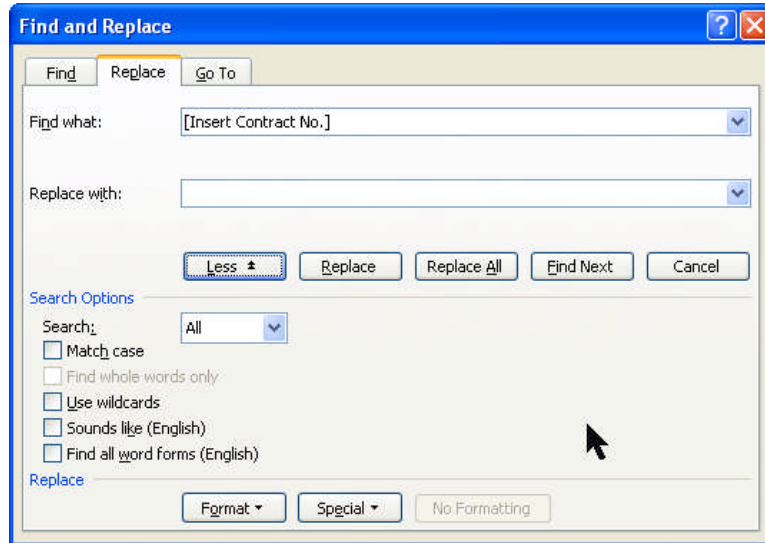 Find and Replace
Find Replace Go To
Find what: [Insert Contract No.]
Replace with:
Less Replace Replace All Find Next Cancel
Search Options
Search: All
Match case
Find whole words only
Use wildcards
Sounds like (English)
Find all word forms (English)
Replace
Format Special No Formatting